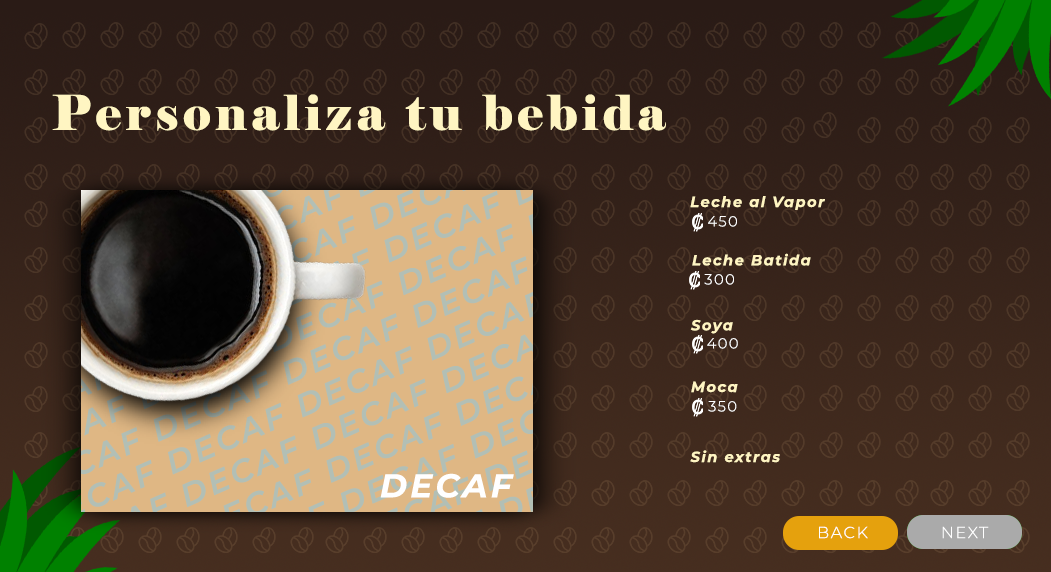 Personaliza tu bebida
DECAF
Leche al Vapor
₡450
Leche Batida
₡300
Soya
₡400
Moca
₡350
Sin extras
BACK
NEXT